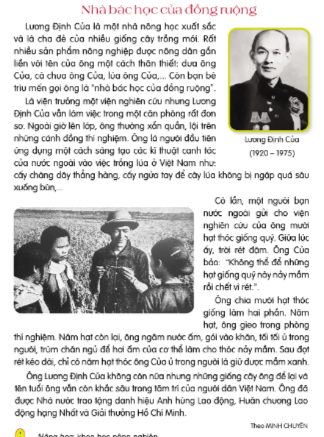 Nhà bác học của đồng ruộng
Lương Định Của là một nhà nông học xuất sắc
và là cha đẻ của nhiều giống cây trồng mới. Rất
nhiều sản phẩm nông nghiệp được nông dân gắn
liền với tên của ông một cách thân thiết: dưa ông
Của, cà chua ông Của, lúa ông Của,... Còn bạn bè
trìu mến gọi ông là “nhà bác học của đồng ruộng”.
Là viện trưởng một viện nghiên cứu nhưng Lương
Định Của vẫn làm việc trong một căn phòng rất đơn
sơ. Ngoài giờ lên lớp, ông thường xắn quần, lội trên
những cánh đồng thí nghiệm. Ông là người đầu tiên
ứng dụng một cách sáng tạo các kĩ thuật canh tác
của nước ngoài vào việc trồng lúa ở Việt Nam như:
cấy chăng dây thẳng hàng, cấy ngửa tay để cây lúa không bị ngập quá sâu
xuống bùn,...
Lương Định Của
(1920 – 1975)
Có lần, một người bạn
nước ngoài gửi cho viện
nghiên cứu của ông mười
hạt thóc giống quý. Giữa lúc
ấy, trời rét đậm. Ông Của
bảo: “Không thể để những
hạt giống quý này nảy mầm
rồi chết vì rét.”.
Ông chia mười hạt thóc
giống làm hai phần. Năm
hạt, ông gieo trong phòng
thí nghiệm. Năm hạt còn lại, ông ngâm nước ấm, gói vào khăn, tối tối ủ trong
người, trùm chăn ngủ để hơi ấm của cơ thể làm cho thóc nảy mầm. Sau đợt
rét kéo dài, chỉ có năm hạt thóc ông Của ủ trong người là giữ được mầm xanh.
Ông Lương Định Của không còn nữa nhưng những giống cây ông để lại và
tên tuổi ông vẫn còn khắc sâu trong tâm trí của người dân Việt Nam. Ông đã
được Nhà nước trao tặng danh hiệu Anh hùng Lao động, Huân chương Lao
động hạng Nhất và Giải thưởng Hồ Chí Minh.
Theo MINH CHUYÊN
Nông học: khoa học nông nghiệp